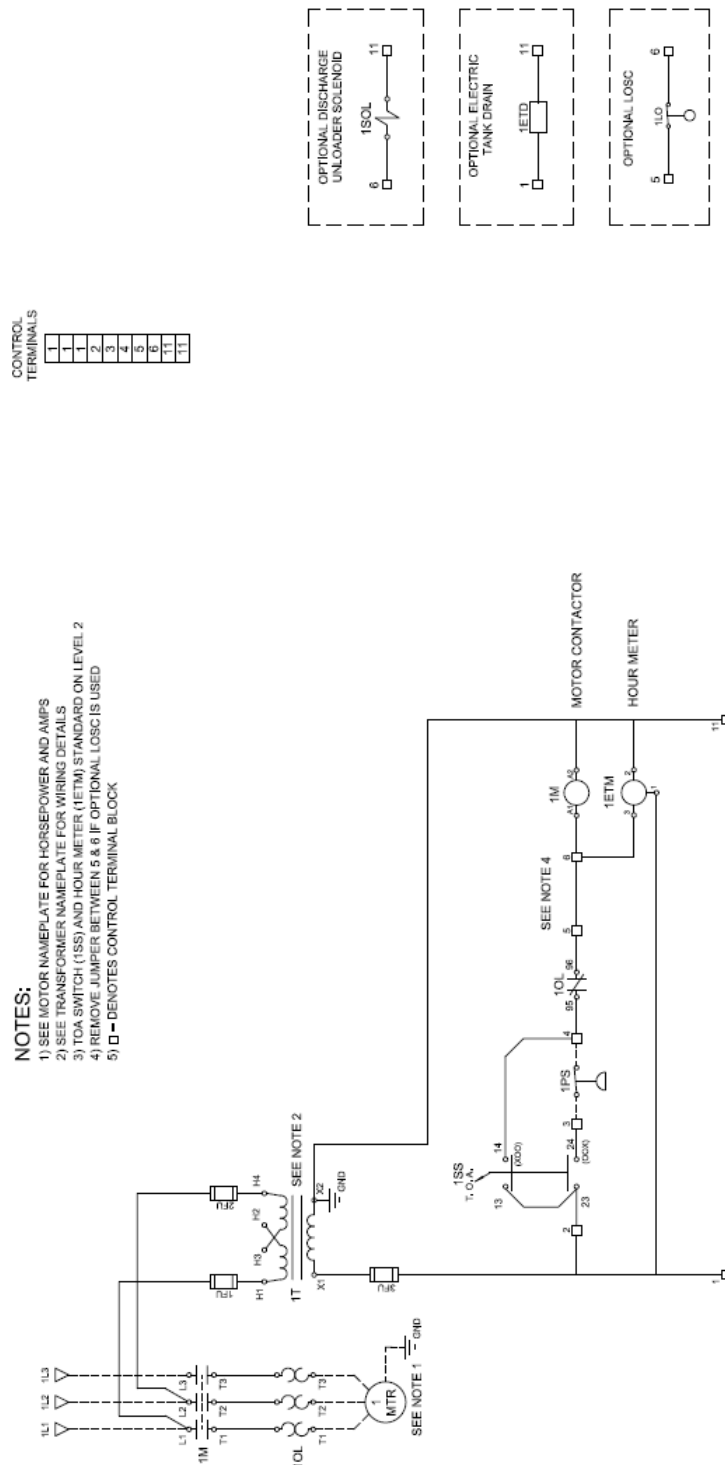 NOTES:
1) SEE MOTOR NAMEPLATE FOR HORSEPOWER AND AMPS
2) SEE TRANSFORMER NAMEPLATE FOR WIRING DETAILS
3) TOA SWITCH (1SS) AND HOUR METER (1ETM) STANDARD ON LEVEL 2
4) REMOVE JUMPER BETWEEN 5 & 6 IF OPTIONAL LOSC IS USED
5) □ – DENOTES CONTROL TERMINAL BLOCK
CONTROL
TERMINALS
1
1
1
2
3
4
5
6
11
11
1L1
1L2
1L3
L1
L2
L3
1M
T1
T2
T3
1OL
T1
T2
T3
1
MTR
GND
SEE NOTE 1
1FU
2FU
H1
H3
H2
H4
1T
SEE NOTE 2
X1
X2
GND
3FU
1SS
T. O. A.
13
14
(XOO)
2
23
24
(OOX)
3
1PS
4
1OL
95
96
5
SEE NOTE 4
6
1M
A1
A2
MOTOR CONTACTOR
1ETM
3
2
1
HOUR METER
1
11
OPTIONAL DISCHARGE
UNLOADER SOLENOID
1SOL
6
11
OPTIONAL ELECTRIC
TANK DRAIN
1ETD
1
11
OPTIONAL LOSC
1LO
5
6